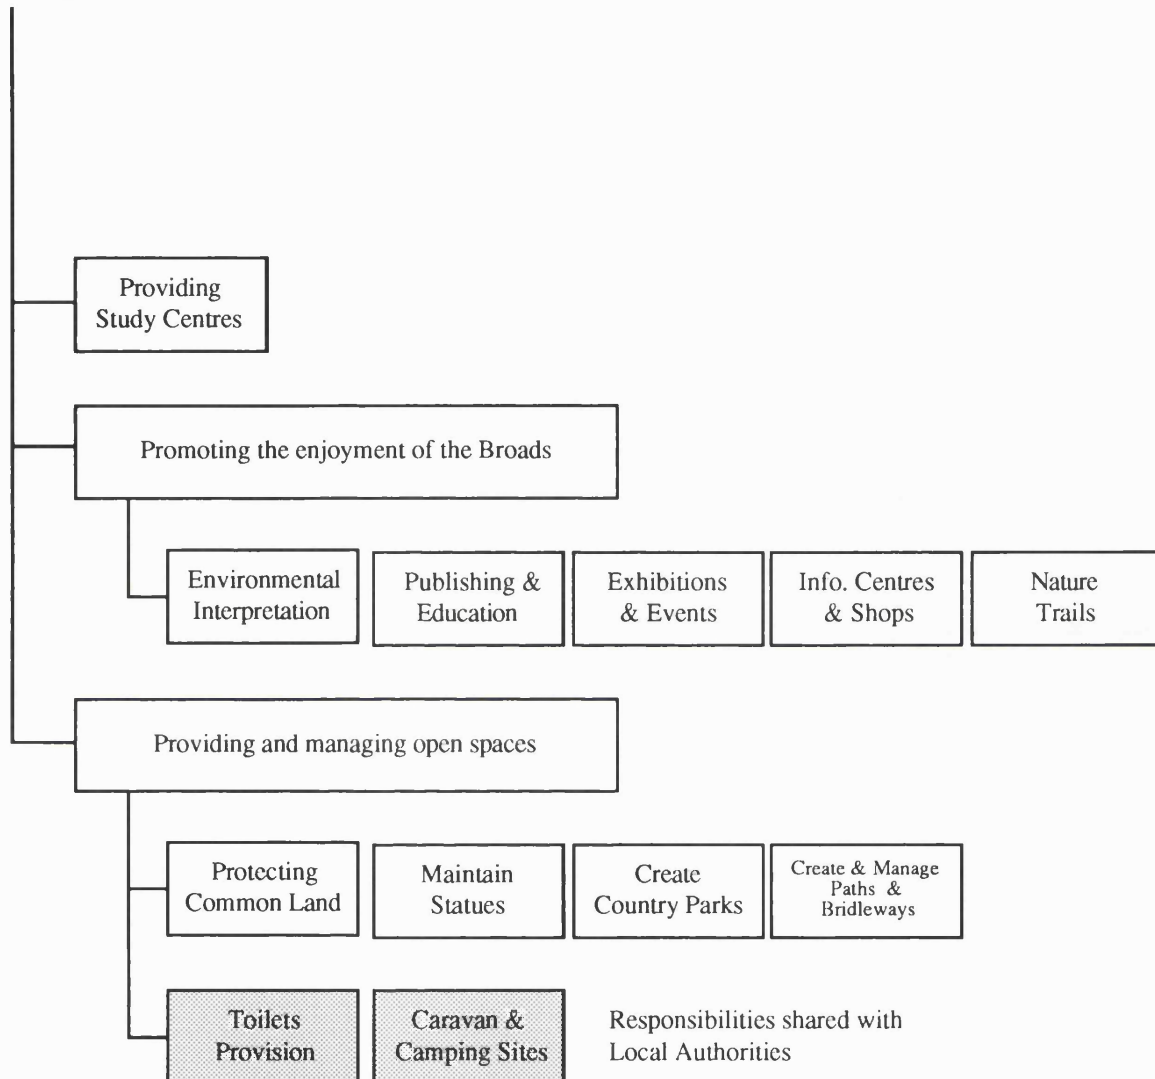 Providing
Study Centres
Promoting the enjoyment of the Broads
Environmental
Interpretation
Publishing &
Education
Exhibitions
& Events
Info. Centres
& Shops
Nature
Trails
Providing and managing open spaces
Protecting
Common Land
Maintain
Statues
Create
Country Parks
Create & Manage
Paths &
Bridleways
Toilets
Provision
Caravan &
Camping Sites
Responsibilities shared with
Local Authorities